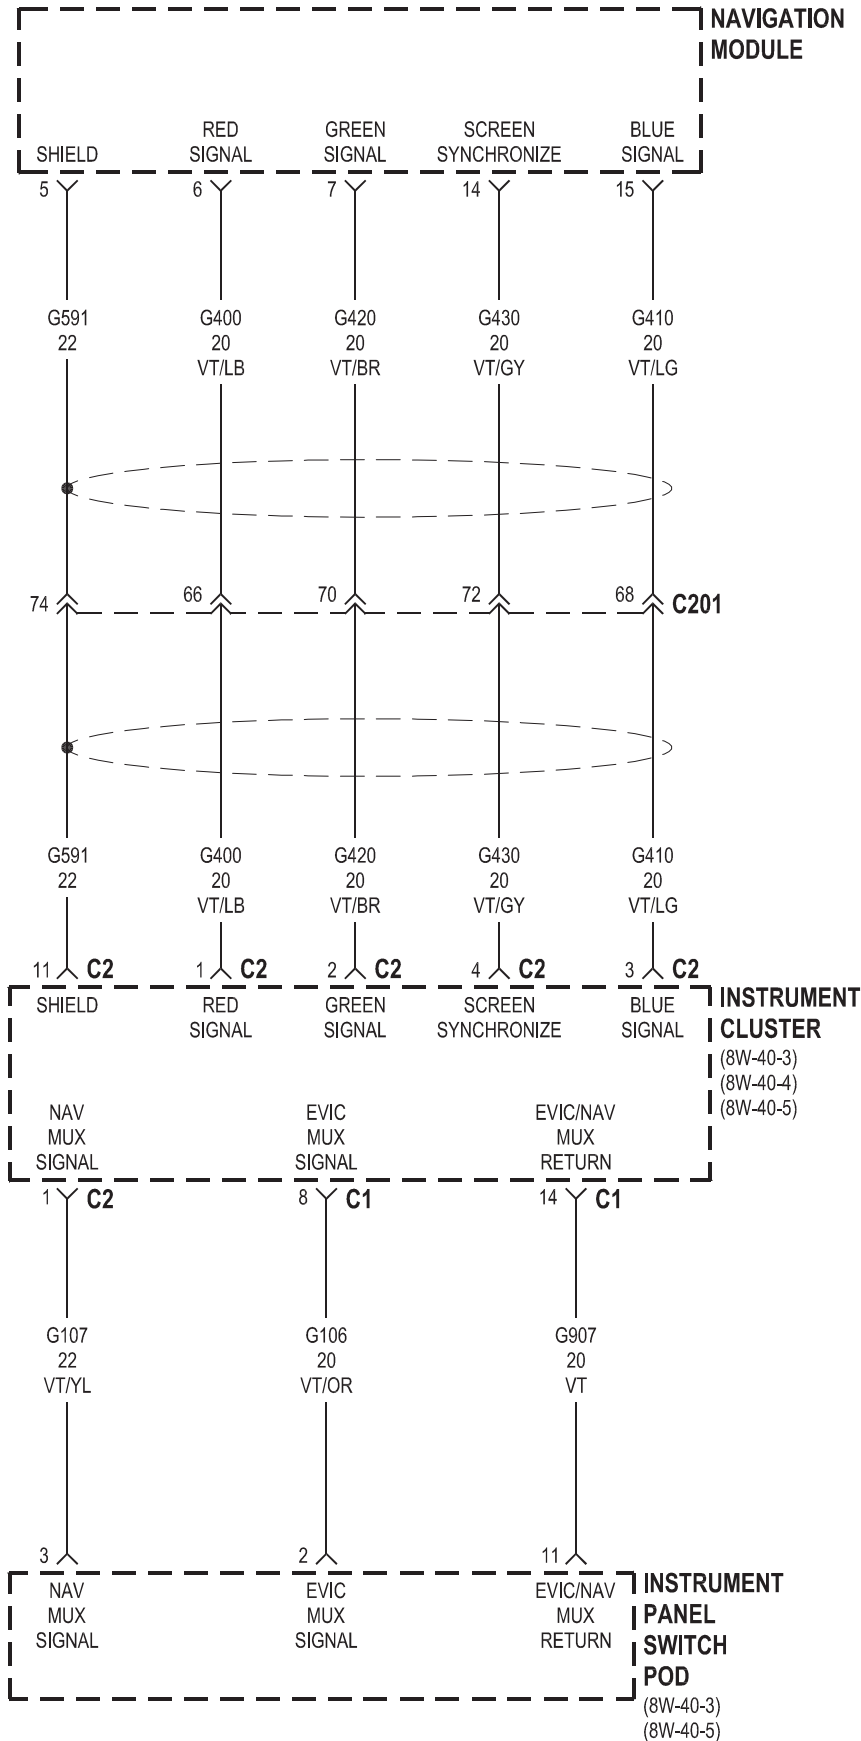 NAVIGATION
MODULE
RED GREEN SCREEN BLUE
SHIELD SIGNAL SIGNAL SYNCHRONIZE SIGNAL
5 6 7 14 15
G591 G400 G420 G430 G410
22 20 20 20 20
VT/LB VT/BR VT/GY VT/LG
74 66 70 72 68 C201
G591 G400 G420 G430 G410
22 20 20 20 20
VT/LB VT/BR VT/GY VT/LG
11 C2 1 C2 2 C2 4 C2 3 C2
SHIELD RED GREEN SCREEN BLUE
SIGNAL SIGNAL SYNCHRONIZE SIGNAL
INSTRUMENT
CLUSTER
(8W-40-3)
(8W-40-4)
(8W-40-5)
NAV EVIC EVIC/NAV
MUX MUX MUX
SIGNAL SIGNAL RETURN
1 C2 8 C1 14 C1
G107 G106 G907
22 20 20
VT/YL VT/OR VT
3 2 11
NAV EVIC EVIC/NAV
MUX MUX MUX
SIGNAL SIGNAL RETURN
INSTRUMENT
PANEL
SWITCH
POD
(8W-40-3)
(8W-40-5)